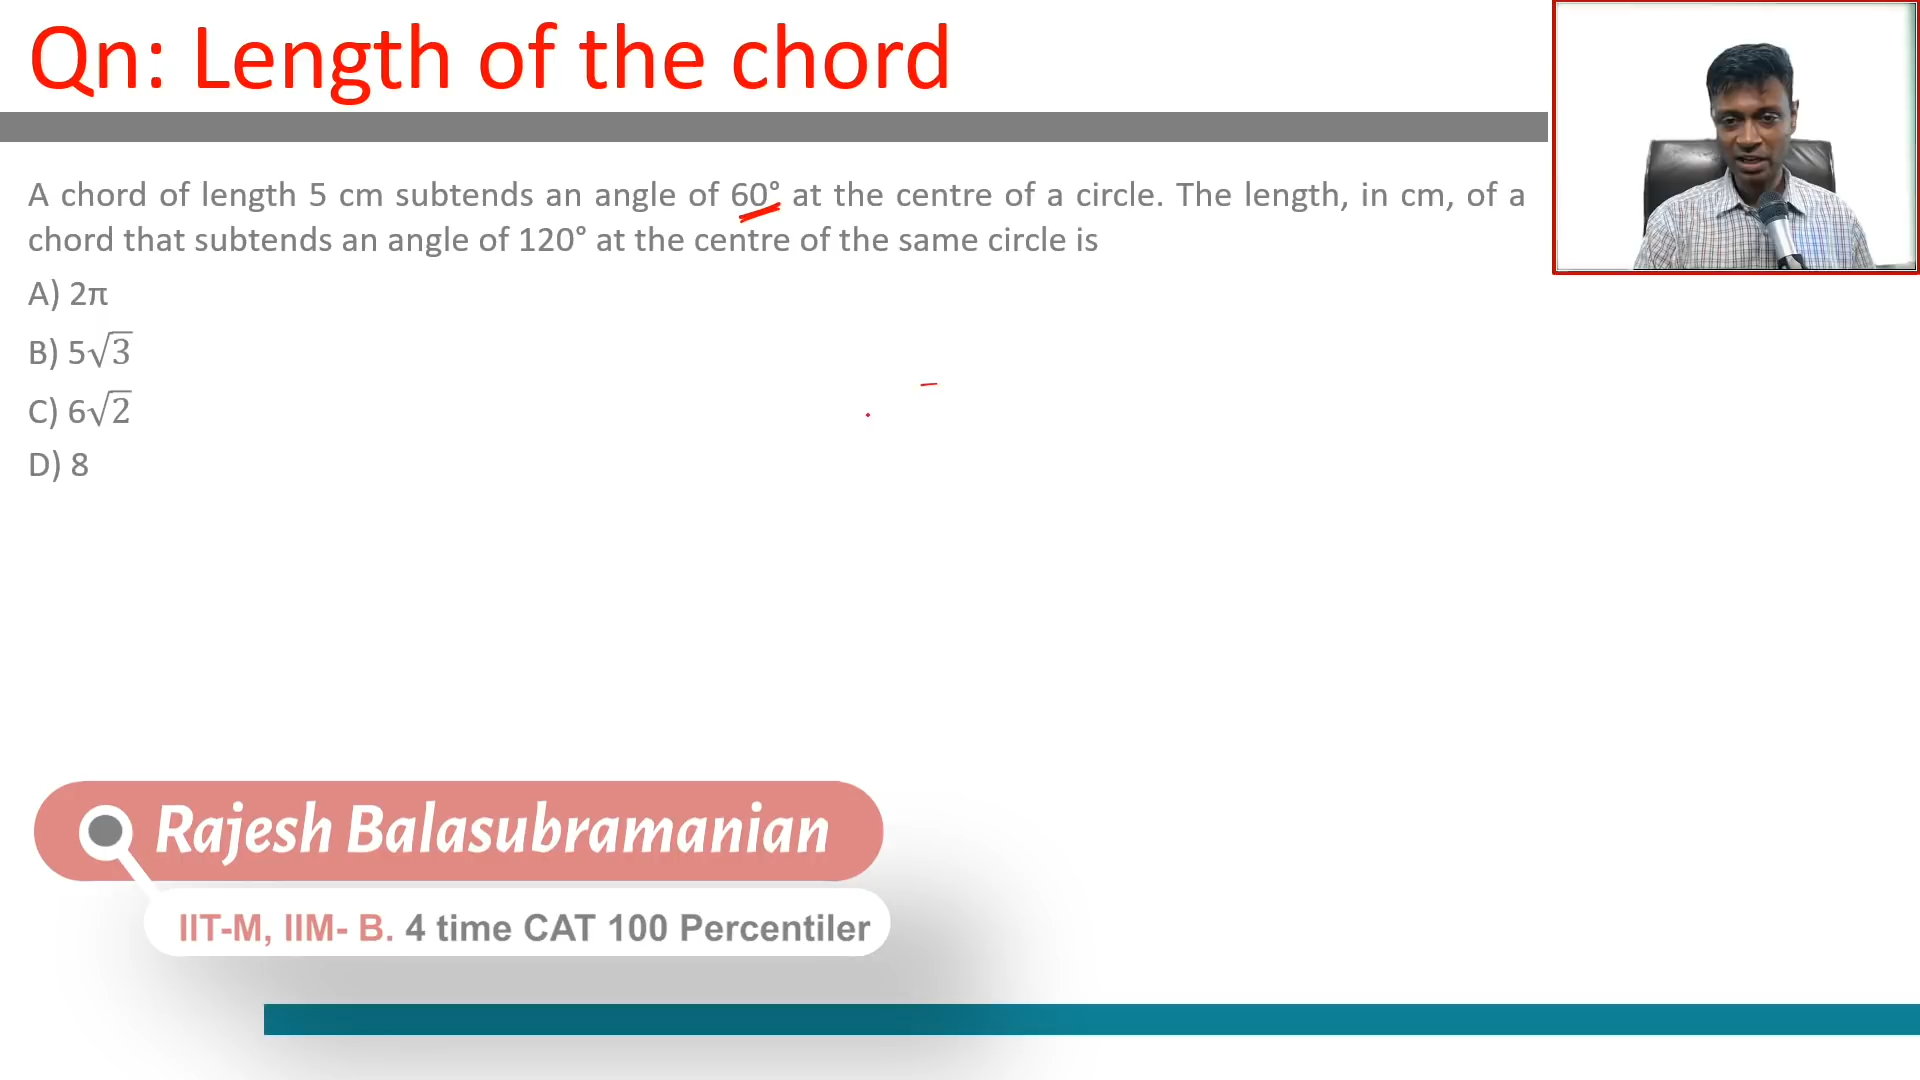 Qn: Length of the chord
A chord of length 5 cm subtends an angle of 60° at the centre of a circle. The length, in cm, of a
chord that subtends an angle of 120° at the centre of the same circle is
A) 2π
B) 5√3
C) 6√2
D) 8
Rajesh Balasubramanian
IIT-M, IIM- B. 4 time CAT 100 Percentiler